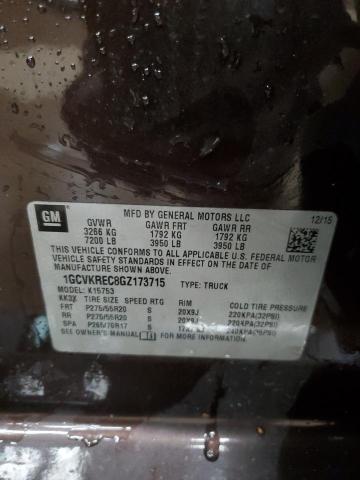 GM
MFD BY GENERAL MOTORS LLC
12/15
GVWR GAWR FRT GAWR RR
3266 KG 1792 KG 1792 KG
7200 LB 3950 LB 3950 LB
THIS VEHICLE CONFORMS TO ALL APPLICABLE U.S. FEDERAL MOTOR
VEHICLE SAFETY STANDARDS IN EFFECT ON THE DATE OF
MANUFACTURE SHOWN ABOVE.
1GCVKREC8GZ173715 TYPE: TRUCK
MODEL: K15753
TIRE SIZE SPEED RTG RIM COLD TIRE PRESSURE
FRT P275/55R20 S 20X9J 220KPA(32PSI)
RR P275/55R20 S 20X9J 220KPA(32PSI)
SPA P265/70R17 S
SEE OWNER'S MANUAL FOR MORE INFORMATION